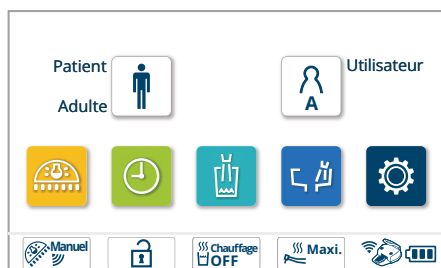 Patient
Utilisateur
Adulte
A
Manuel
Chauffage
OFF
Maxi.